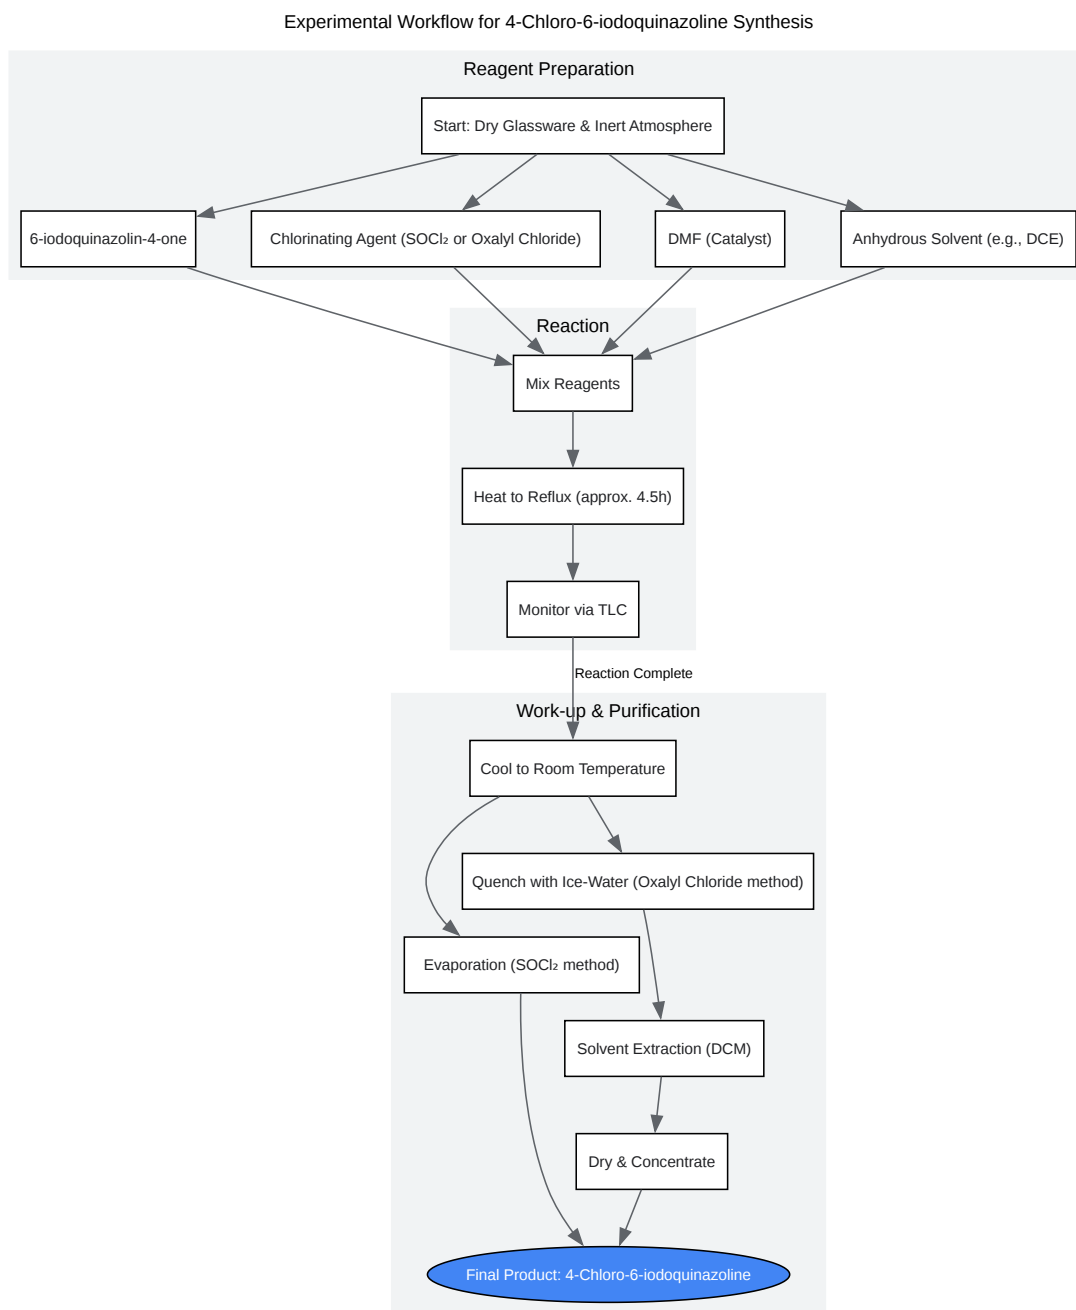 Experimental Workflow for 4-Chloro-6-iodoquinazoline Synthesis
Reagent Preparation
Start: Dry Glassware & Inert Atmosphere
6-iodoquinazolin-4-one
Chlorinating Agent (SOCl₂ or Oxalyl Chloride)
DMF (Catalyst)
Anhydrous Solvent (e.g., DCE)
Reaction
Mix Reagents
Heat to Reflux (approx. 4.5h)
Monitor via TLC
Reaction Complete
Work-up & Purification
Cool to Room Temperature
Quench with Ice-Water (Oxalyl Chloride method)
Evaporation (SOCl₂ method)
Solvent Extraction (DCM)
Dry & Concentrate
Final Product: 4-Chloro-6-iodoquinazoline